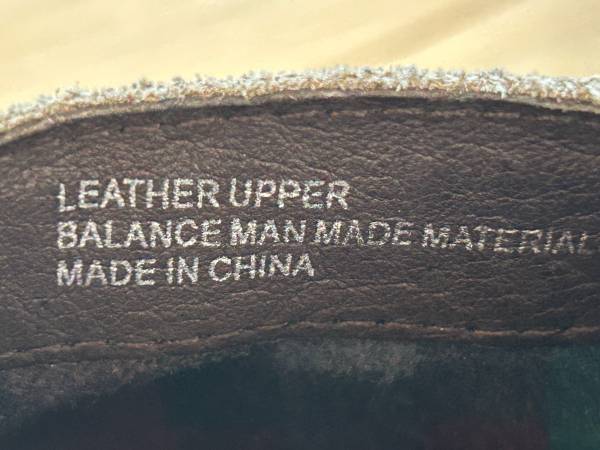 LEATHER UPPER
BALANCE MAN MADE MATERIAL
MADE IN CHINA